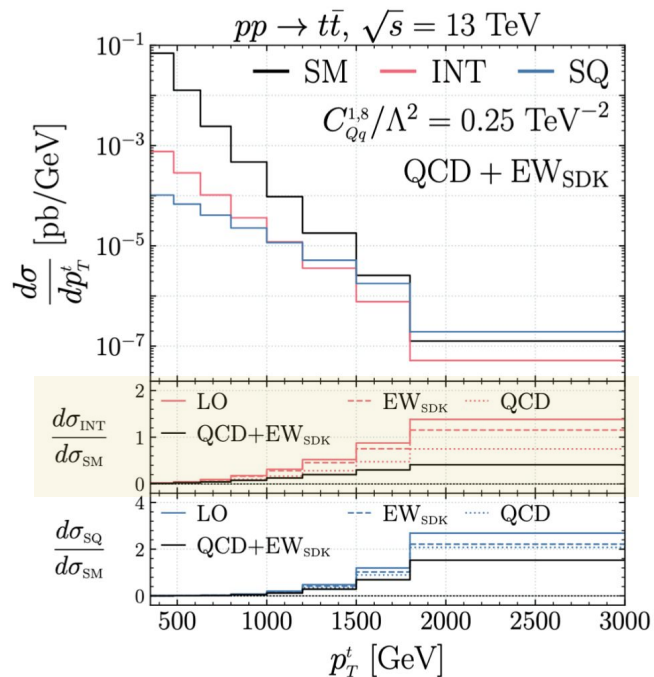 pp → tt̄, √s = 13 TeV
SM INT SQ
C_{Qq}^{1,8}/Λ² = 0.25 TeV⁻²
QCD + EW_SDK
dσ/dp_T^t [pb/GeV]
10⁻¹
10⁻³
10⁻⁵
10⁻⁷
dσ_INT/dσ_SM
2
1
0
LO EW_SDK QCD
QCD+EW_SDK
dσ_SQ/dσ_SM
4
2
0
LO EW_SDK QCD
QCD+EW_SDK
500 1000 1500 2000 2500 3000
p_T^t [GeV]